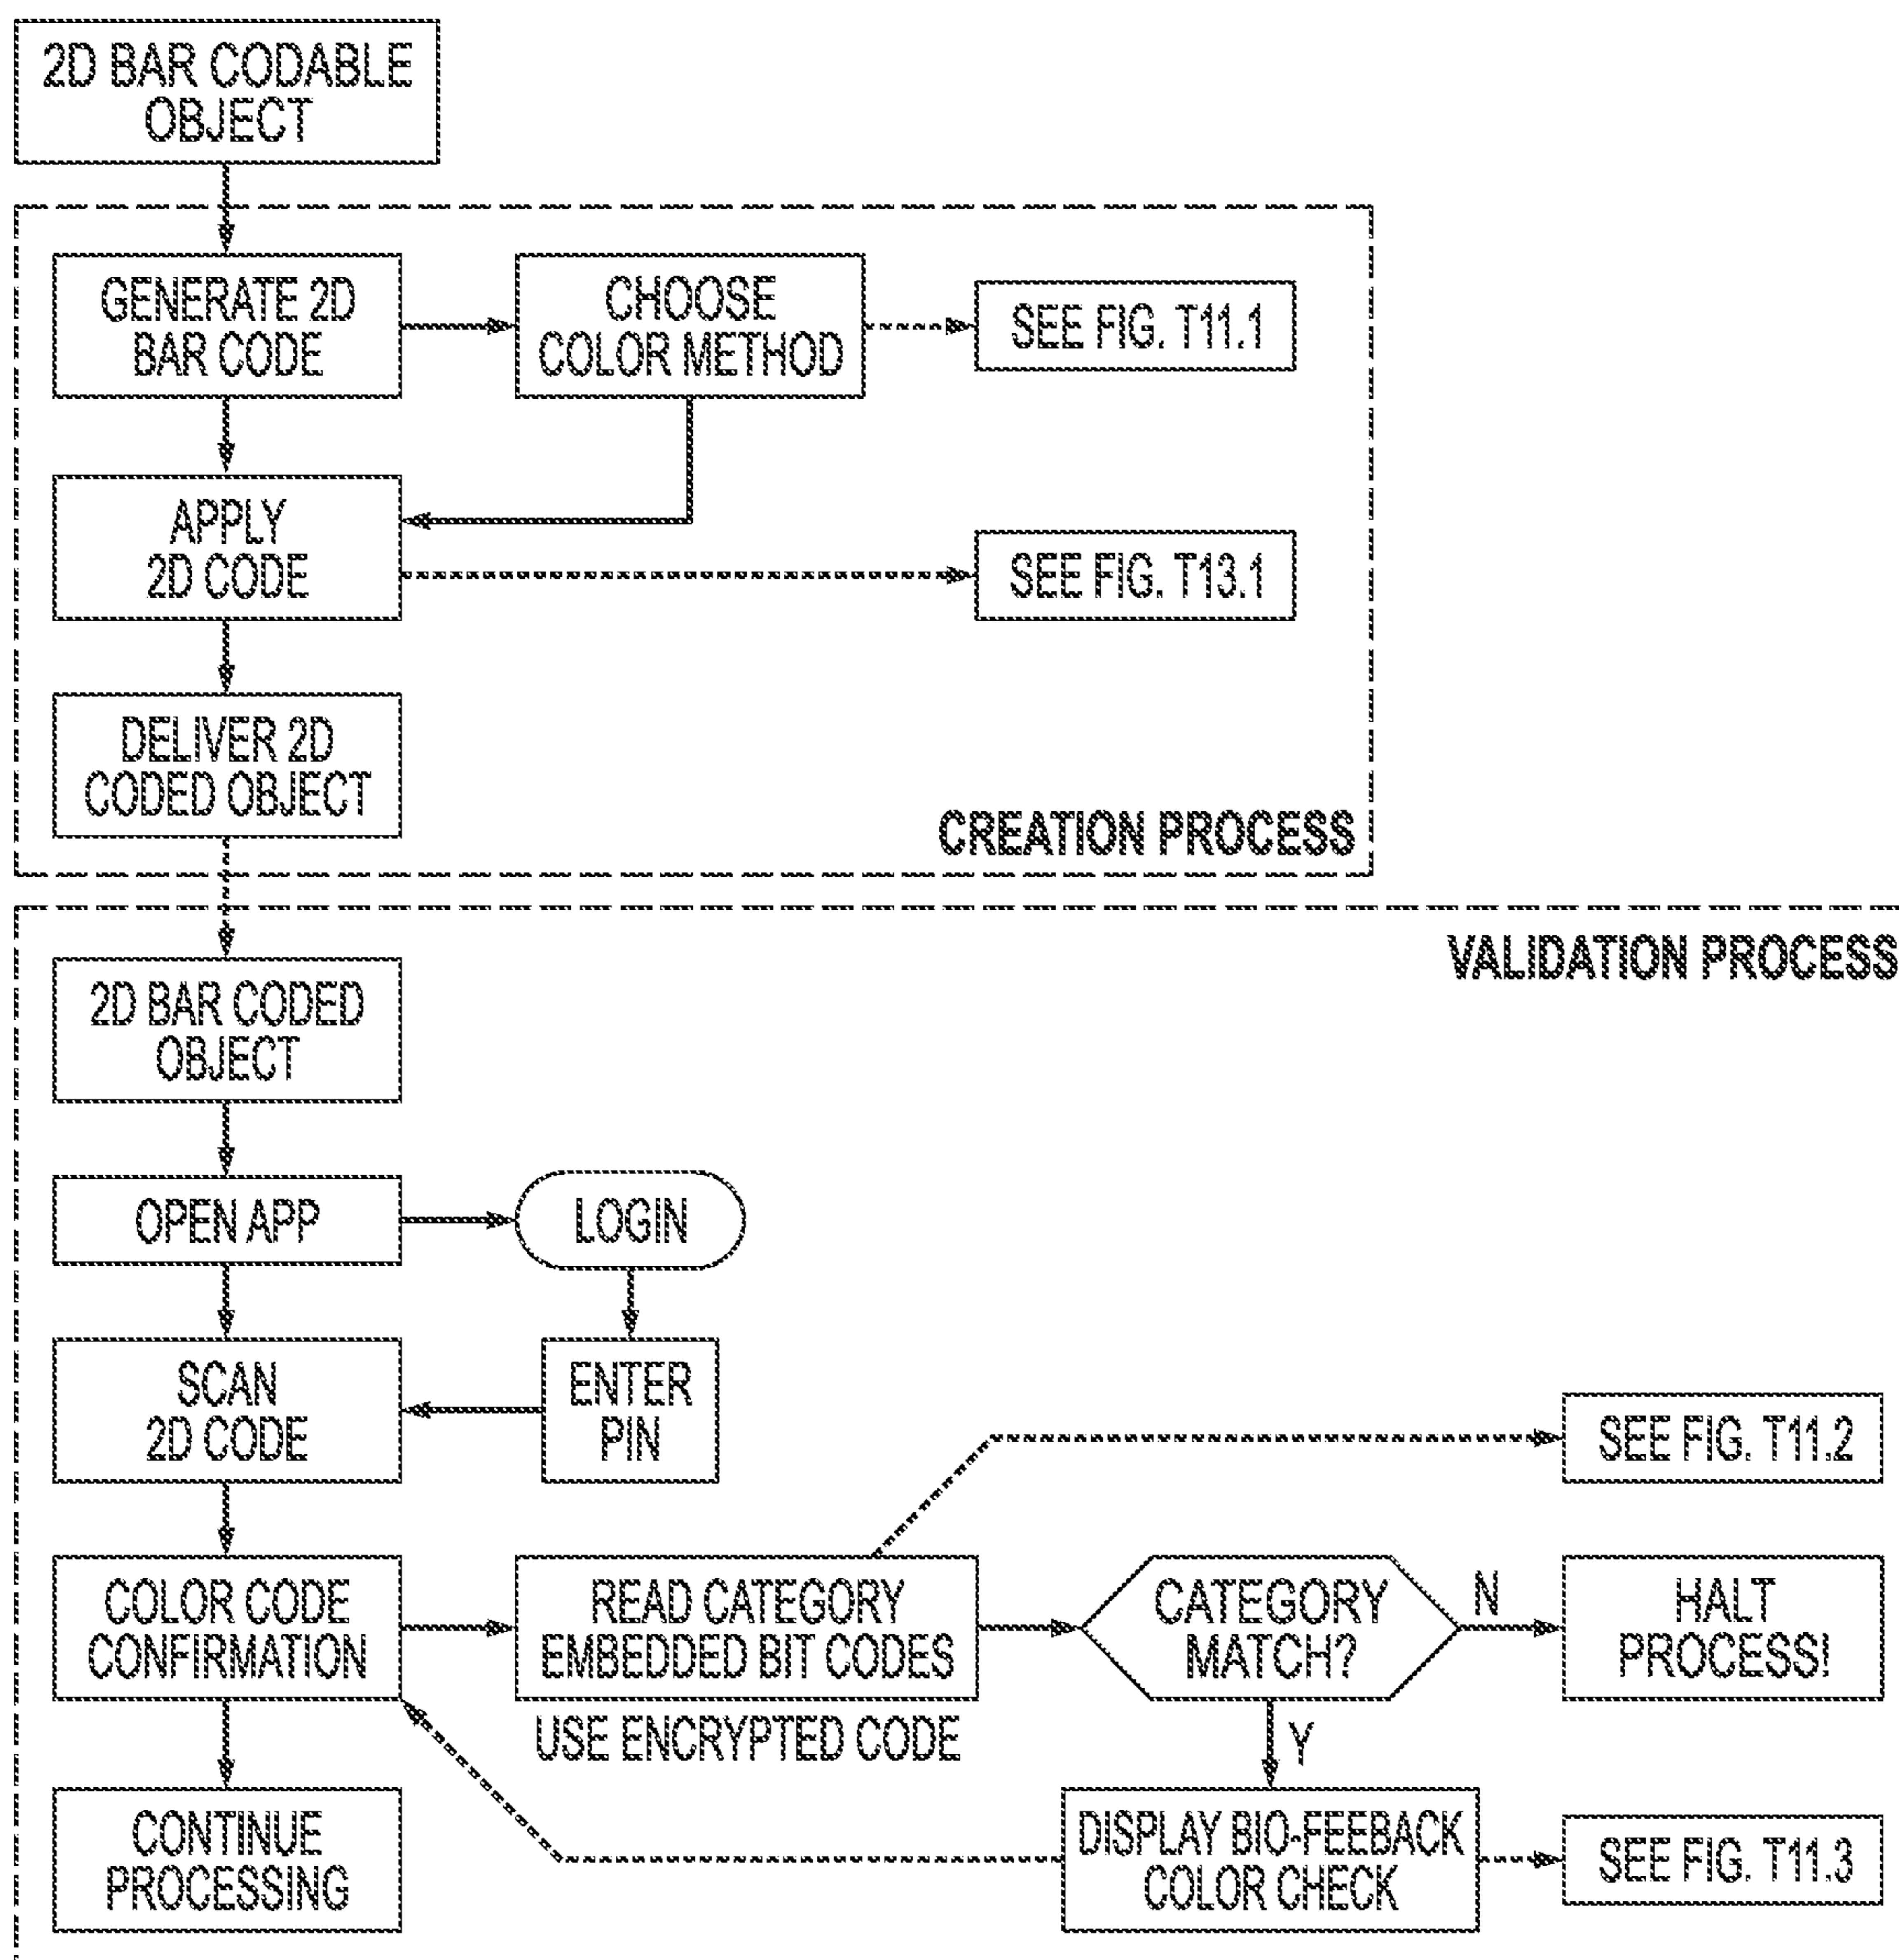 2D BAR CODABLE
OBJECT
GENERATE 2D
BAR CODE
CHOOSE
COLOR METHOD
SEE FIG. T11.1
APPLY
2D CODE
SEE FIG. T13.1
DELIVER 2D
CODED OBJECT
CREATION PROCESS
VALIDATION PROCESS
2D BAR CODED
OBJECT
OPEN APP
LOGIN
SCAN
2D CODE
ENTER
PIN
SEE FIG. T11.2
COLOR CODE
CONFIRMATION
READ CATEGORY
EMBEDDED BIT CODES
USE ENCRYPTED CODE
CATEGORY
MATCH?
N
HALT
PROCESS!
Y
CONTINUE
PROCESSING
DISPLAY BIO-FEEBACK
COLOR CHECK
SEE FIG. T11.3